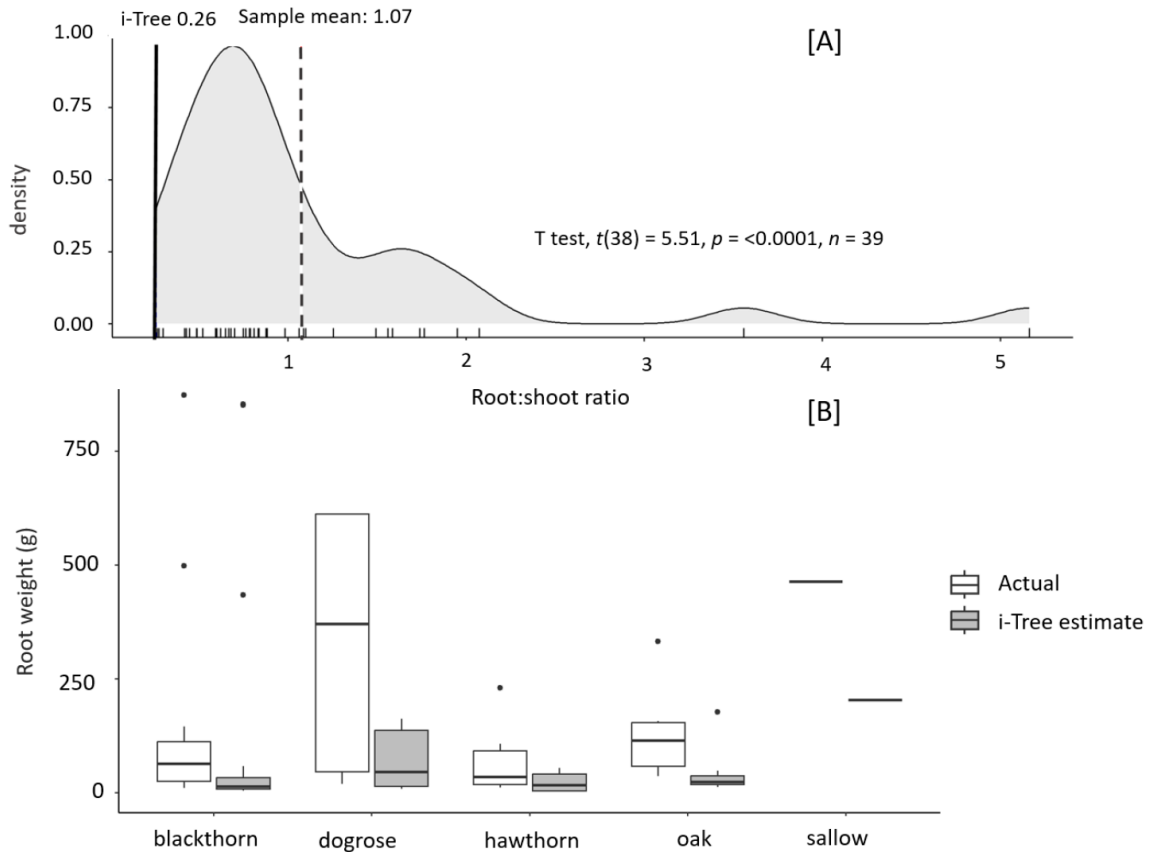 i-Tree 0.26 Sample mean: 1.07
[A]
1.00
0.75
0.50
0.25
0.00
density
T test, t(38) = 5.51, p = <0.0001, n = 39
1 2 3 4 5
Root:shoot ratio
[B]
750
500
250
0
Root weight (g)
Actual
i-Tree estimate
blackthorn dogrose hawthorn oak sallow